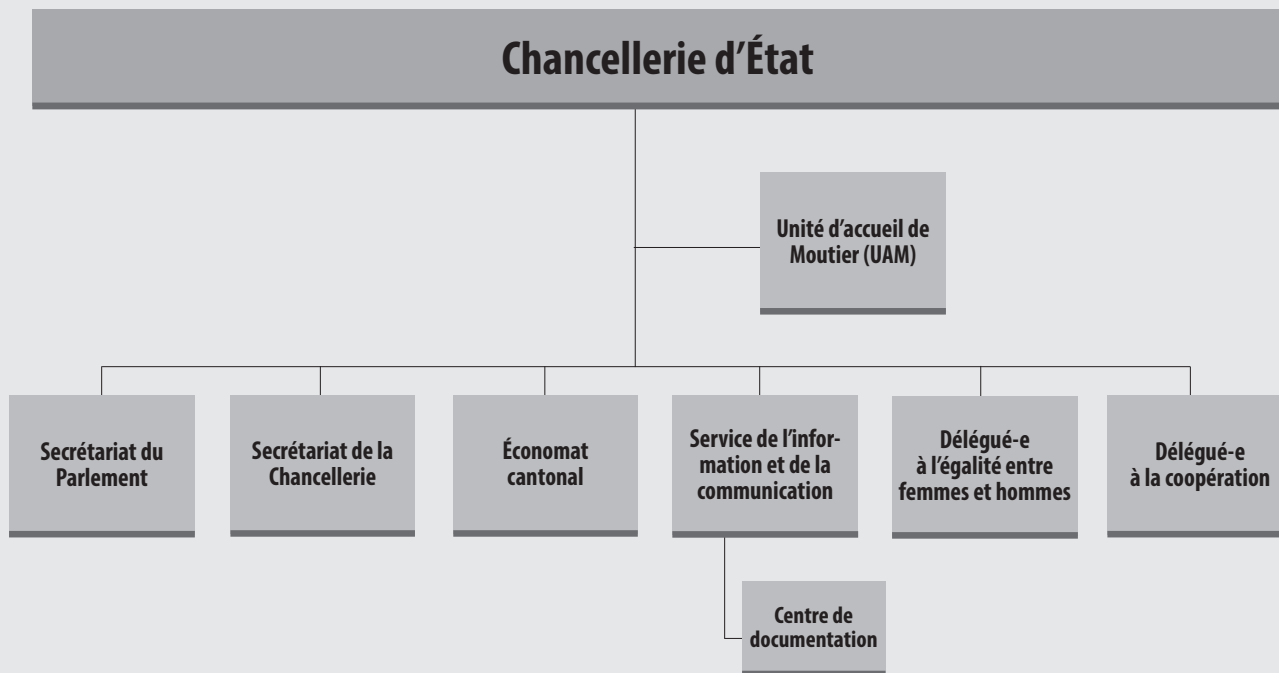 Chancellerie d’État
Unité d’accueil de
Moutier (UAM)
Secrétariat du
Parlement
Secrétariat de la
Chancellerie
Économat
cantonal
Service de l’infor-
mation et de la
communication
Délégué-e
à l’égalité entre
femmes et hommes
Délégué-e
à la coopération
Centre de
documentation